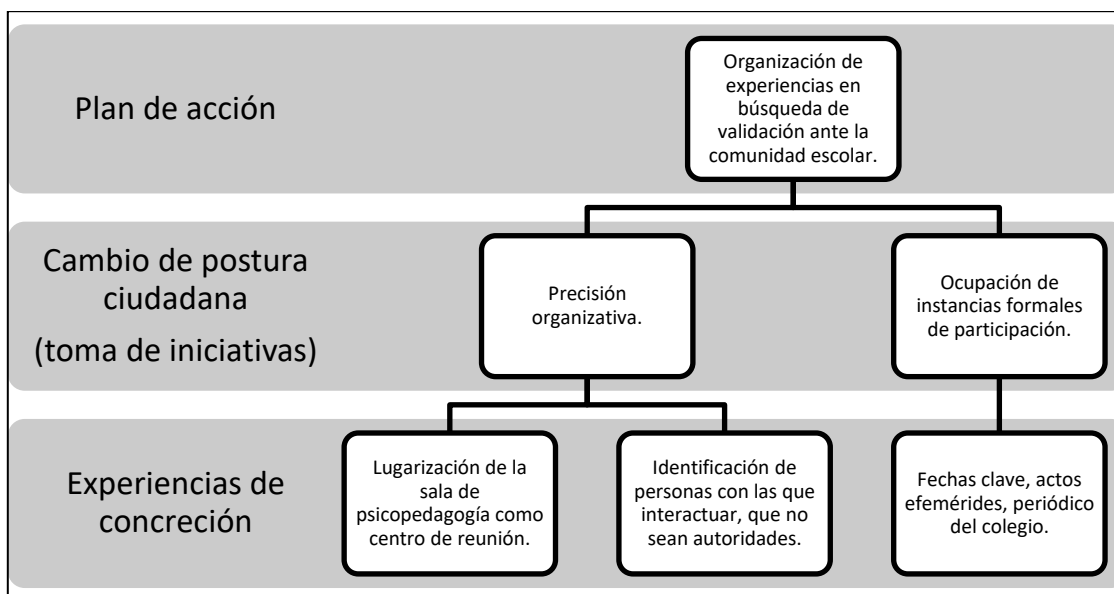 Plan de acción
Organización de
experiencias en
búsqueda de
validación ante la
comunidad escolar.
Cambio de postura
ciudadana
(toma de iniciativas)
Precisión
organizativa.
Ocupación de
instancias formales
de participación.
Experiencias de
concreción
Lugarización de la
sala de
psicopedagogía como
centro de reunión.
Identificación de
personas con las que
interactuar, que no
sean autoridades.
Fechas clave, actos
efemérides, periódico
del colegio.